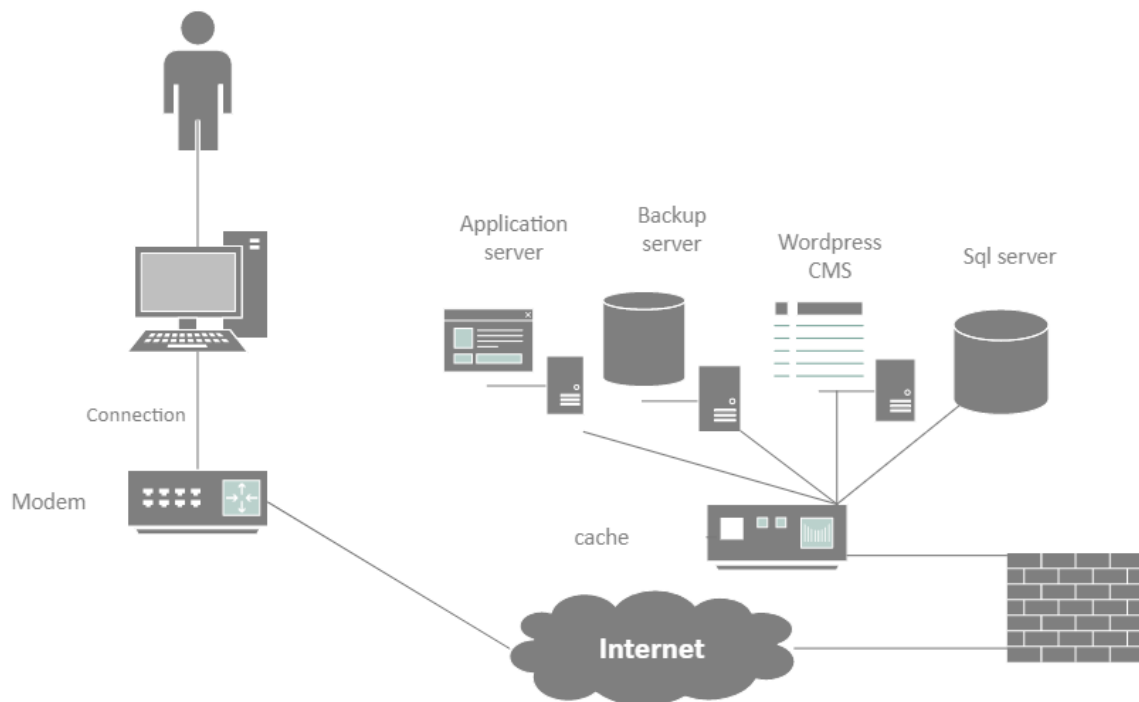 Application
server
Backup
server
Wordpress
CMS
Sql server
Connection
Modem
cache
Internet